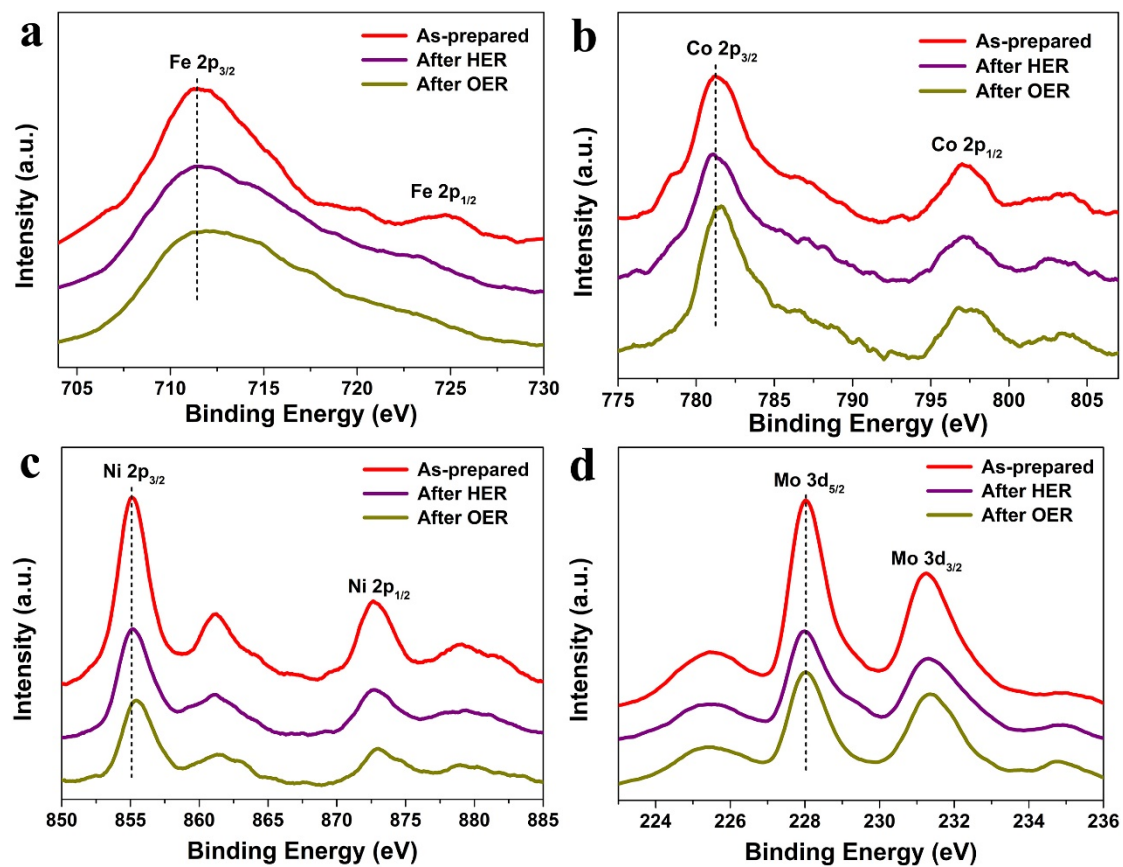 a
As-prepared
After HER
After OER
Fe 2p3/2
Fe 2p1/2
Intensity (a.u.)
705 710 715 720 725 730
Binding Energy (eV)
b
As-prepared
After HER
After OER
Co 2p3/2
Co 2p1/2
Intensity (a.u.)
775 780 785 790 795 800 805
Binding Energy (eV)
c
As-prepared
After HER
After OER
Ni 2p3/2
Ni 2p1/2
Intensity (a.u.)
850 855 860 865 870 875 880 885
Binding Energy (eV)
d
As-prepared
After HER
After OER
Mo 3d5/2
Mo 3d3/2
Intensity (a.u.)
224 226 228 230 232 234 236
Binding Energy (eV)